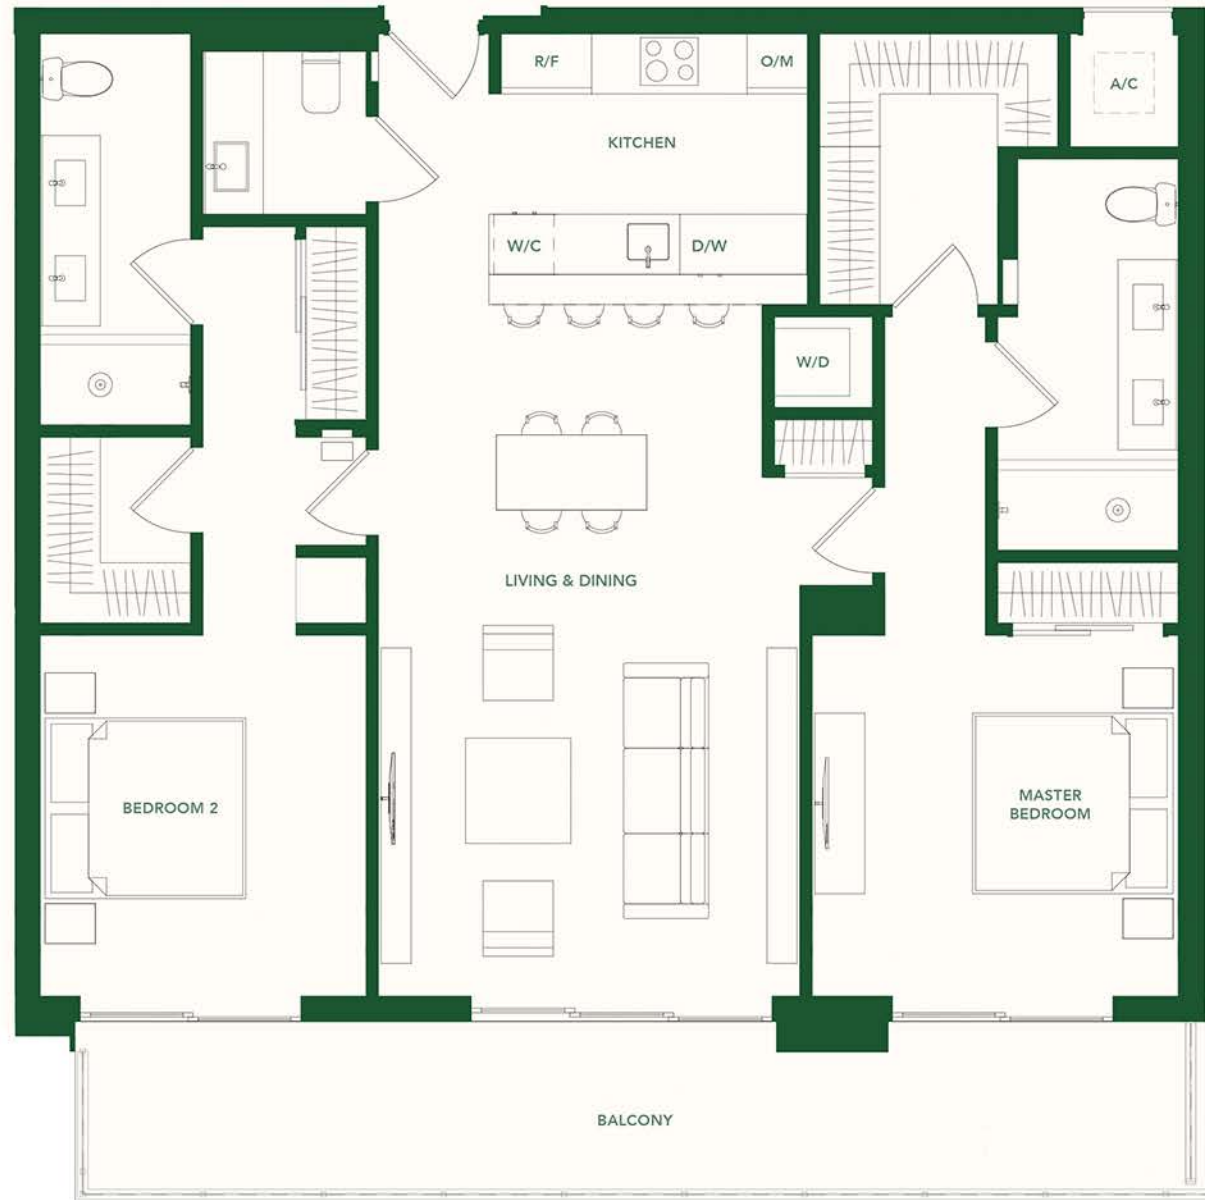 R/F
O/M
A/C
KITCHEN
W/C
D/W
W/D
LIVING & DINING
BEDROOM 2
MASTER
BEDROOM
BALCONY